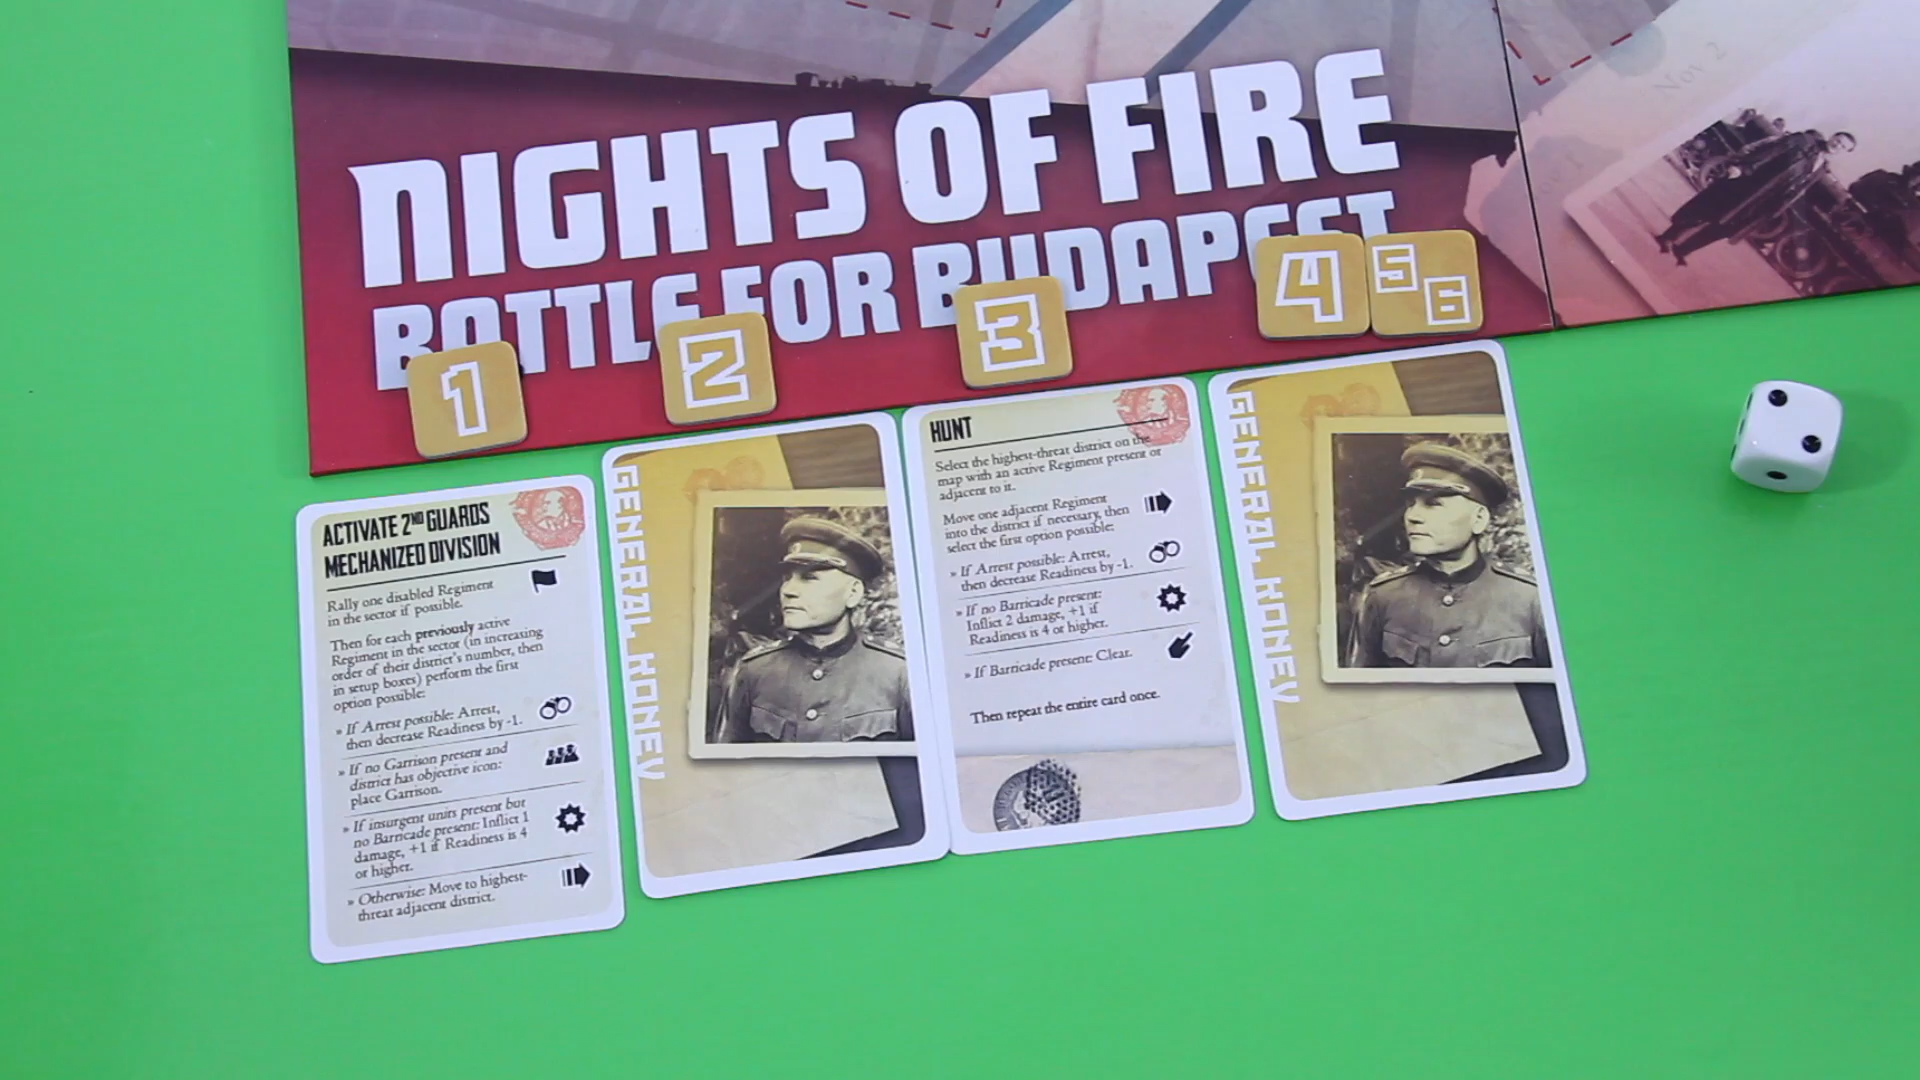 Nov 2
NIGHTS OF FIRE
BATTLE FOR BUDAPEST
1
2
3
4
5
6
ACTIVATE 2ND GUARDS
MECHANIZED DIVISION
Rally one disabled Regiment
in the sector if possible.
Then for each previously active
Regiment in the sector (in increasing
order of their district's number, then
in setup boxes) perform the first
option possible:
» If Arrest possible: Arrest,
then decrease Readiness by -1.
» If no Garrison present and
district has objective icon:
place Garrison.
» If insurgent units present but
no Barricade present: Inflict 1
damage, +1 if Readiness is 4
or higher.
» Otherwise: Move to highest-
threat adjacent district.
GENERAL KONEV
HUNT
Select the highest-threat district on the
map with an active Regiment present or
adjacent to it.
Move one adjacent Regiment
into the district if necessary, then
select the first option possible:
» If Arrest possible: Arrest,
then decrease Readiness by -1.
» If no Barricade present:
Inflict 2 damage, +1 if
Readiness is 4 or higher.
» If Barricade present: Clear.
Then repeat the entire card once.
GENERAL KONEV